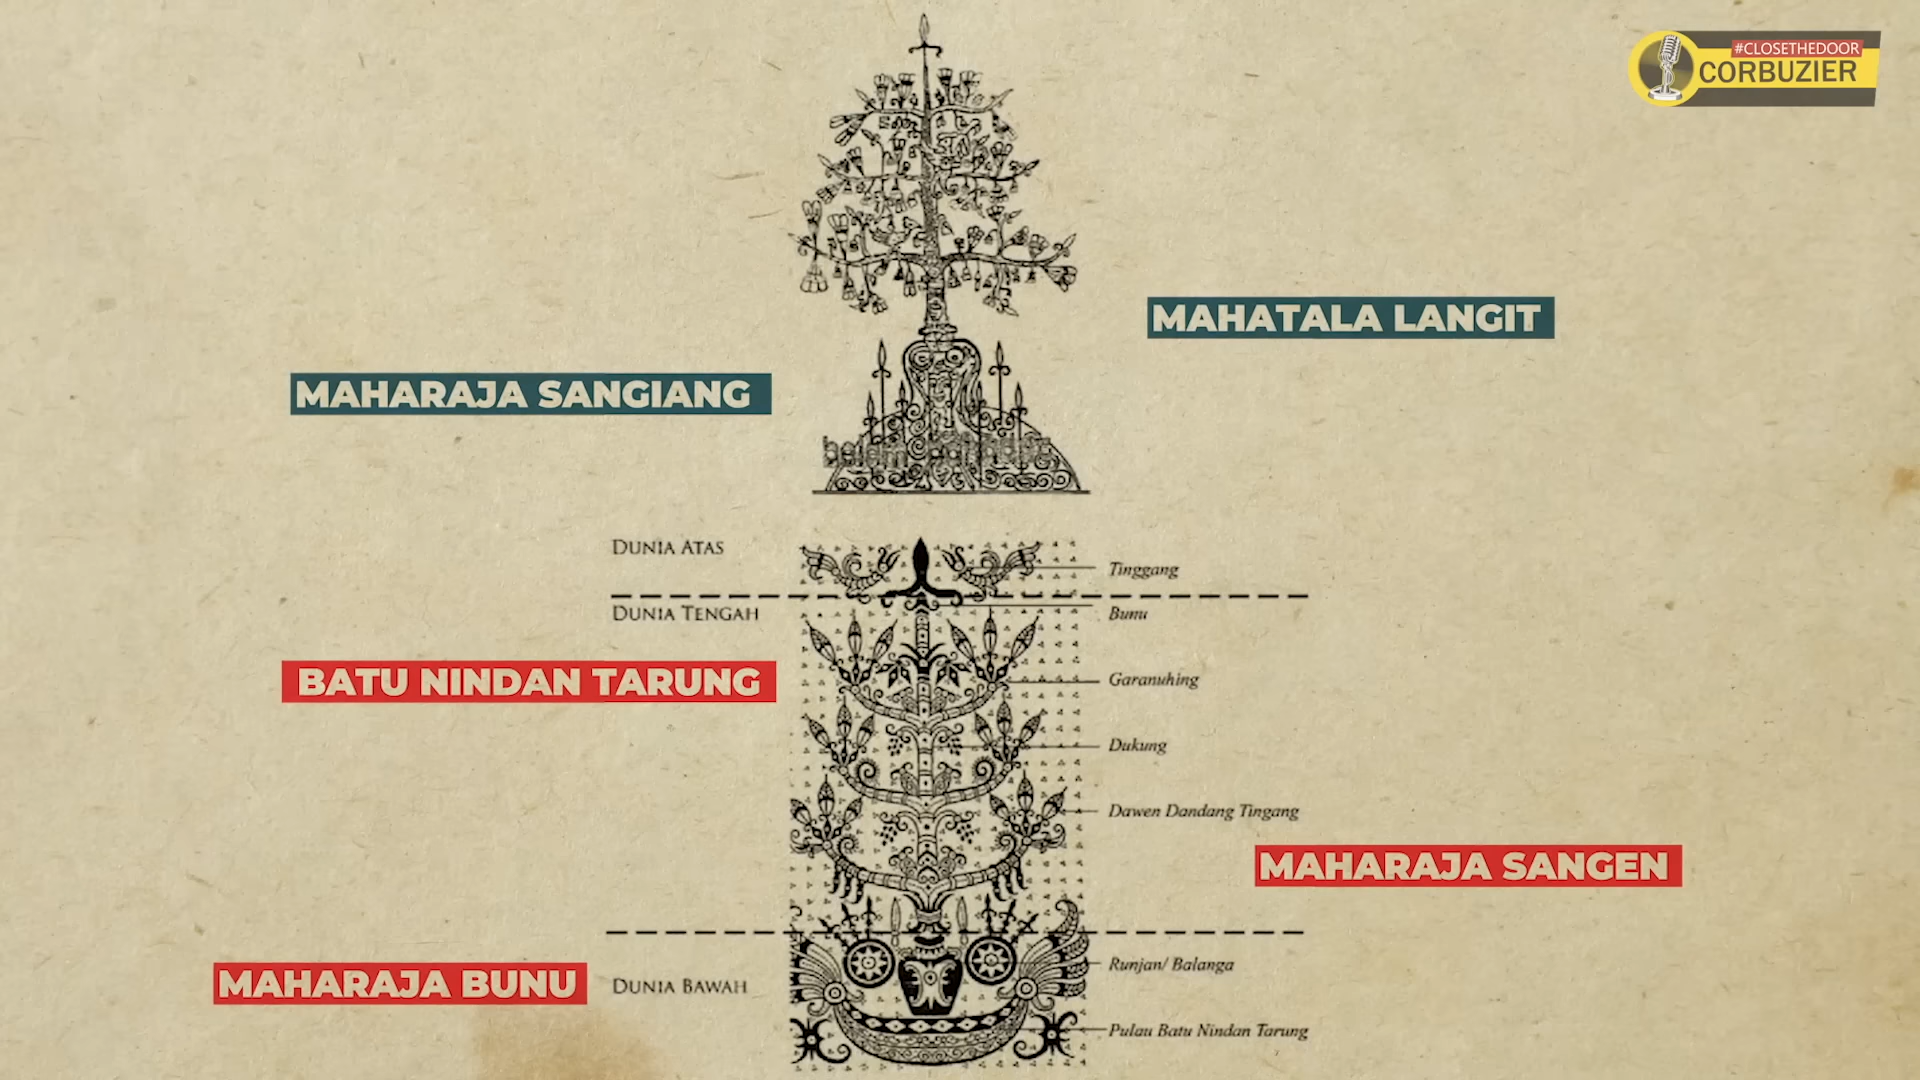 #CLOSETHEDOOR
CORBUZIER
MAHATALA LANGIT
MAHARAJA SANGIANG
DUNIA ATAS
Tinggang
DUNIA TENGAH
Bunu
BATU NINDAN TARUNG
Garanuhing
Dukung
Dawen Dandang Tingang
MAHARAJA SANGEN
Runjan/ Balanga
MAHARAJA BUNU
DUNIA BAWAH
Pulau Batu Nindan Tarung